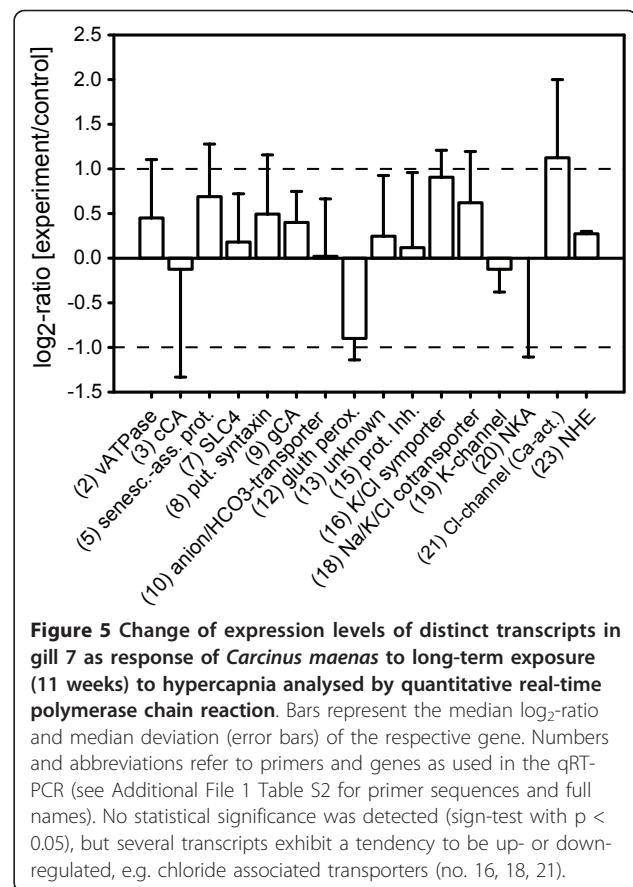 2.5
2.0
1.5
1.0
0.5
0.0
-0.5
-1.0
-1.5
log2-ratio [experiment/control]
(2) vATPase
(3) cCA
(5) senesc.-ass. prot.
(7) SLC4
(8) put. syntaxin
(9) gCA
(10) anion/HCO3-transporter
(12) gluth perox.
(13) unknown
(15) prot. Inh.
(16) K/Cl symporter
(18) Na/K/Cl cotransporter
(19) K-channel
(20) NKA
(21) Cl-channel (Ca-act.)
(23) NHE
Figure 5 Change of expression levels of distinct transcripts in
gill 7 as response of Carcinus maenas to long-term exposure
(11 weeks) to hypercapnia analysed by quantitative real-time
polymerase chain reaction. Bars represent the median log2-ratio
and median deviation (error bars) of the respective gene. Numbers
and abbreviations refer to primers and genes as used in the qRT-
PCR (see Additional File 1 Table S2 for primer sequences and full
names). No statistical significance was detected (sign-test with p <
0.05), but several transcripts exhibit a tendency to be up- or down-
regulated, e.g. chloride associated transporters (no. 16, 18, 21).